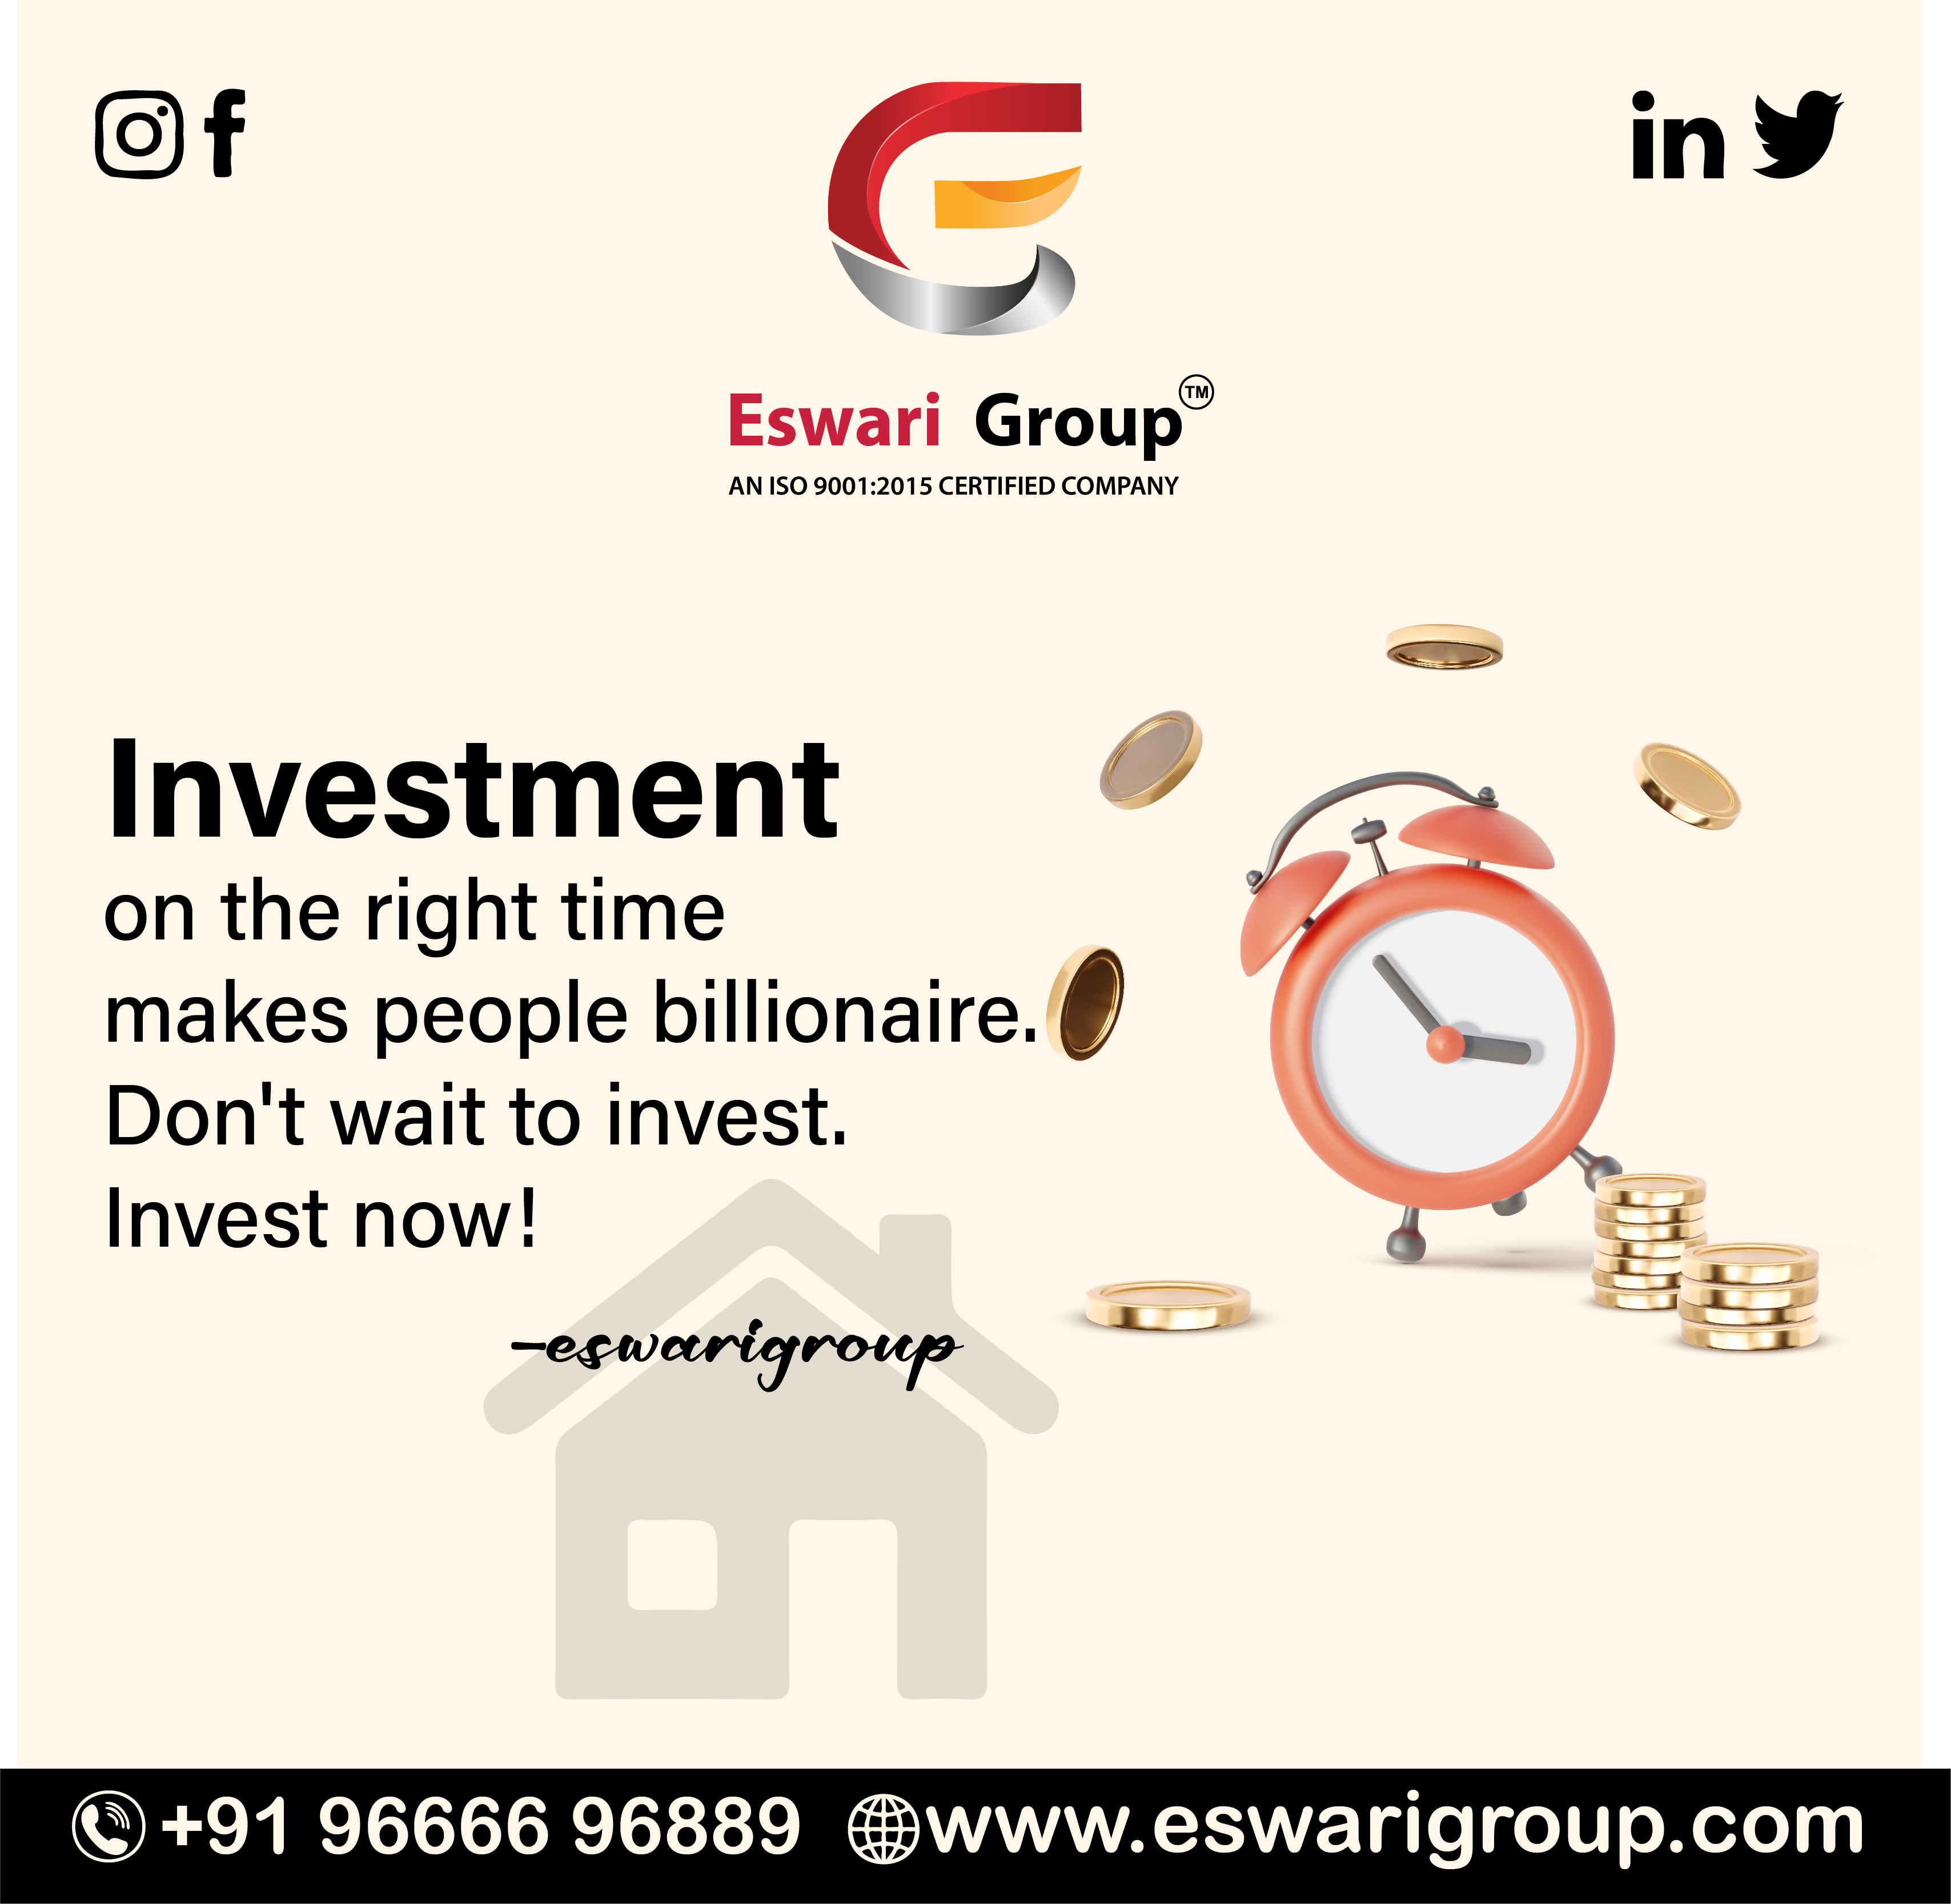 in
Eswari Group TM
AN ISO 9001:2015 CERTIFIED COMPANY
Investment
on the right time
makes people billionaire.
Don't wait to invest.
Invest now!
-eswarigroup
+91 96666 96889 www.eswarigroup.com